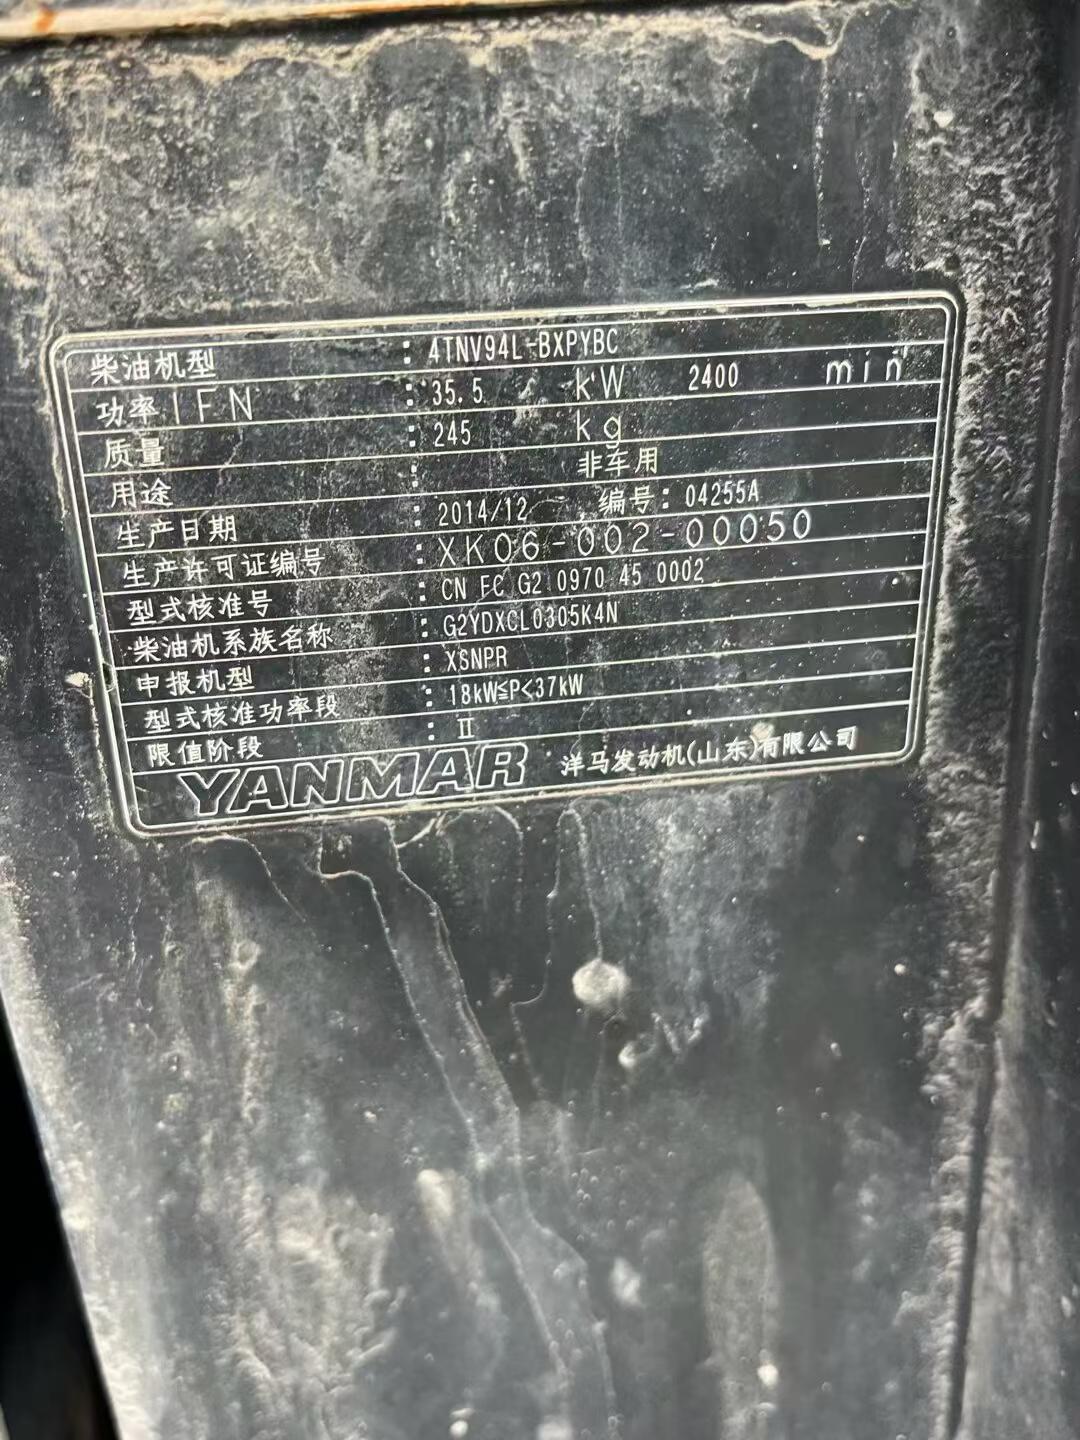 柴油机型 : 4TNV94L-BXPYBC
功率IFN : 35.5 kW 2400 min⁻¹
质量 : 245 kg
用途 : 非车用
生产日期 : 2014/12 编号: 04255A
生产许可证编号 : XK06-002-00050
型式核准号 : CN FC G2 0970 45 0002
柴油机系族名称 : G2YDXCL0305K4N
申报机型 : XSNPR
型式核准功率段 : 18kW≤P<37kW
限值阶段 : Ⅱ
YANMAR 洋马发动机(山东)有限公司